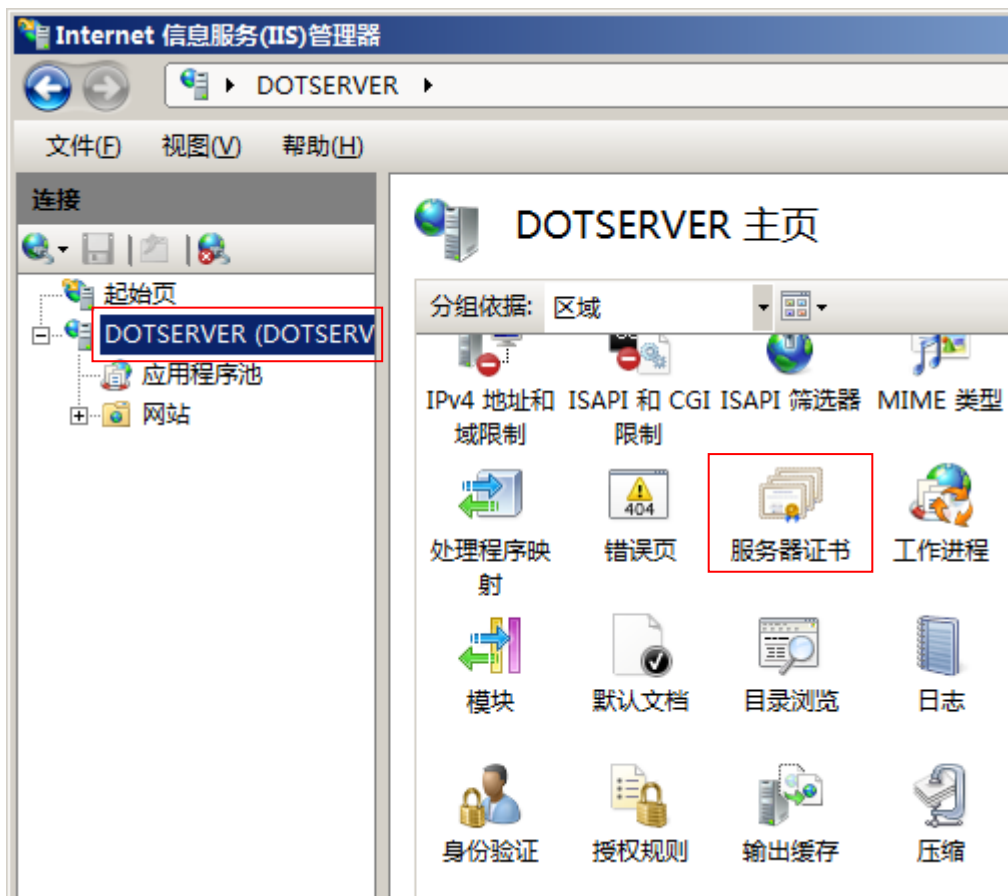 Internet 信息服务(IIS)管理器
DOTSERVER
文件(F) 视图(V) 帮助(H)
连接
起始页
DOTSERVER (DOTSERV
应用程序池
网站
DOTSERVER 主页
分组依据: 区域
IPv4 地址和 ISAPI 和 CGI ISAPI 筛选器 MIME 类型
域限制 限制
404
处理程序映 错误页 服务器证书 工作进程
射
模块 默认文档 目录浏览 日志
身份验证 授权规则 输出缓存 压缩